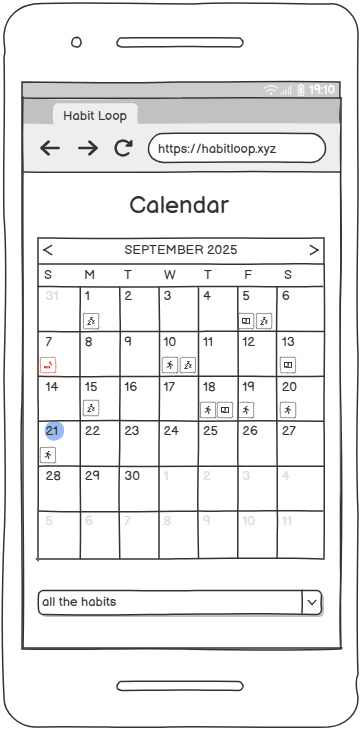 19:10
Habit Loop
https://habitloop.xyz
Calendar
< SEPTEMBER 2025 >
S M T W T F S
31 1 2 3 4 5 6
7 8 9 10 11 12 13
14 15 16 17 18 19 20
21 22 23 24 25 26 27
28 29 30 1 2 3 4
5 6 7 8 9 10 11
all the habits